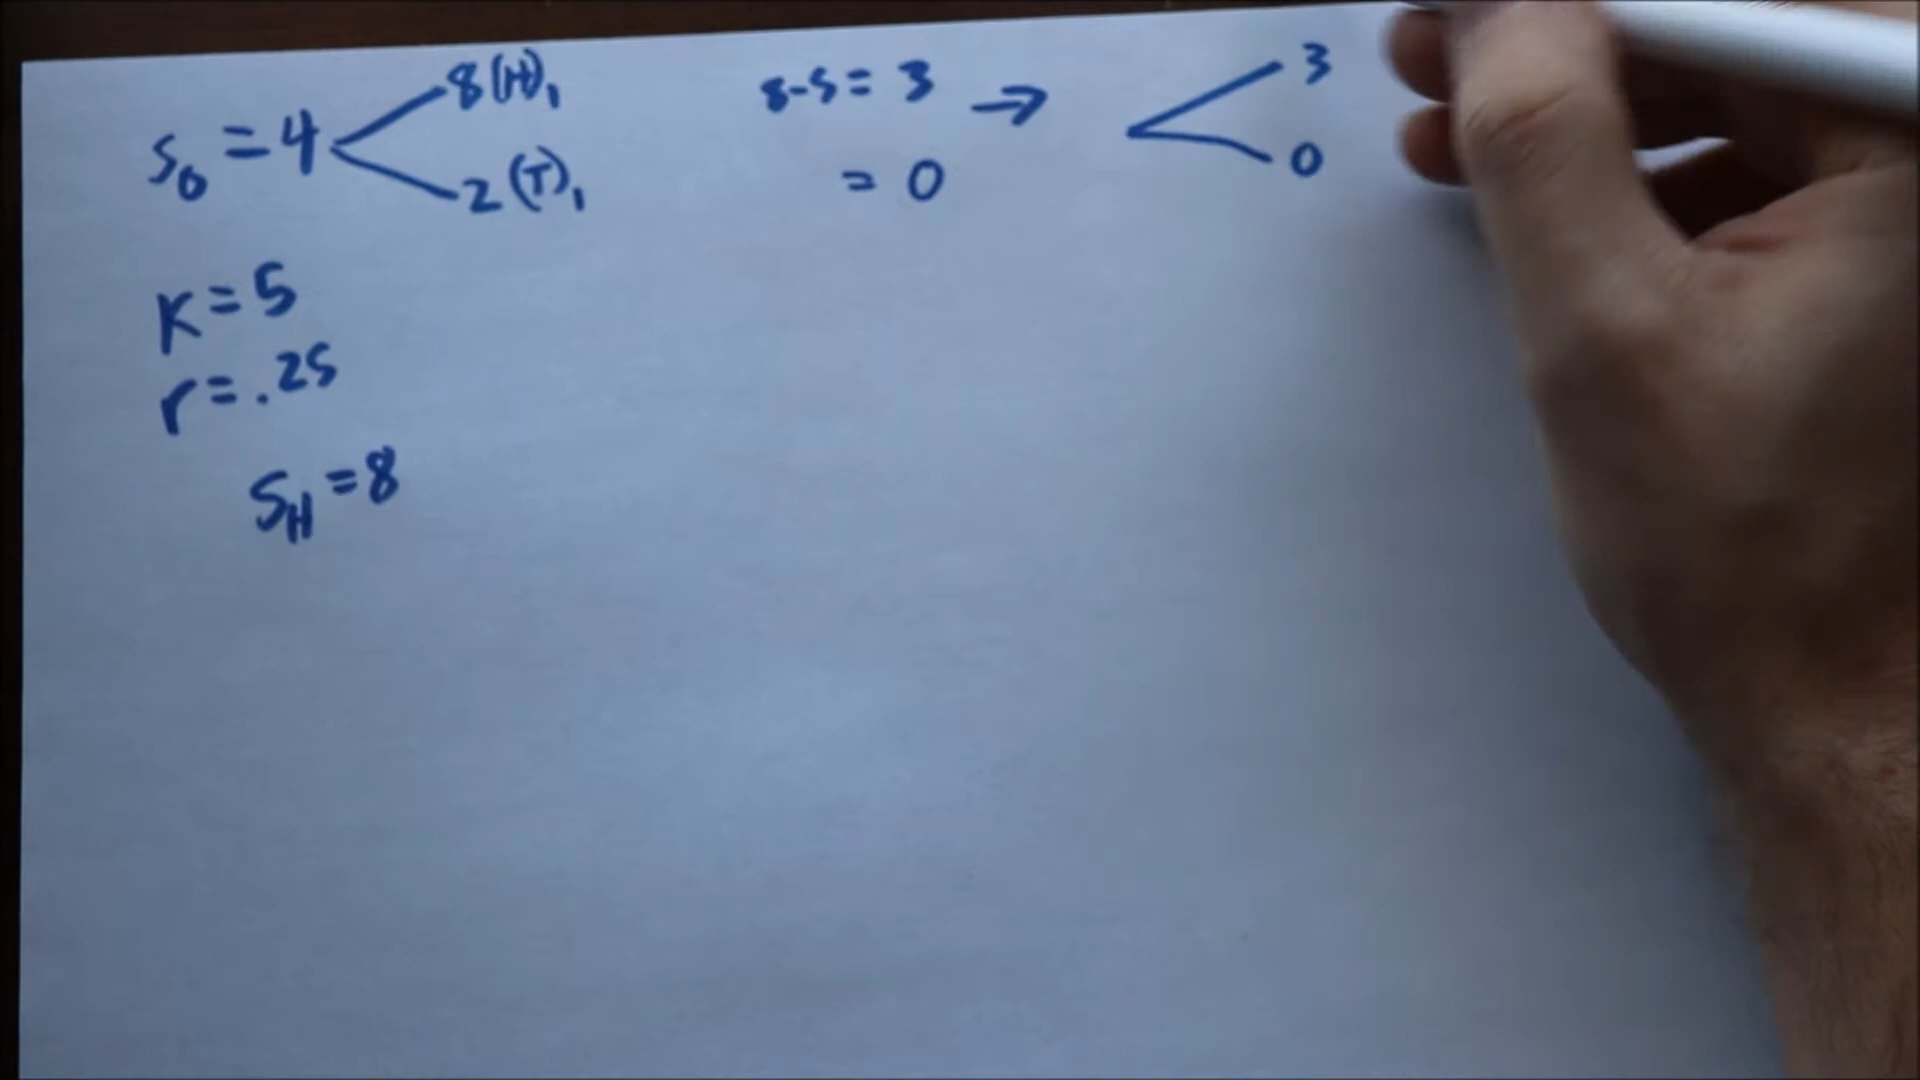 S₀ = 4
8(H)₁
2(T)₁
8-5 = 3 →
= 0
3
0
K = 5
r = .25
S_H = 8